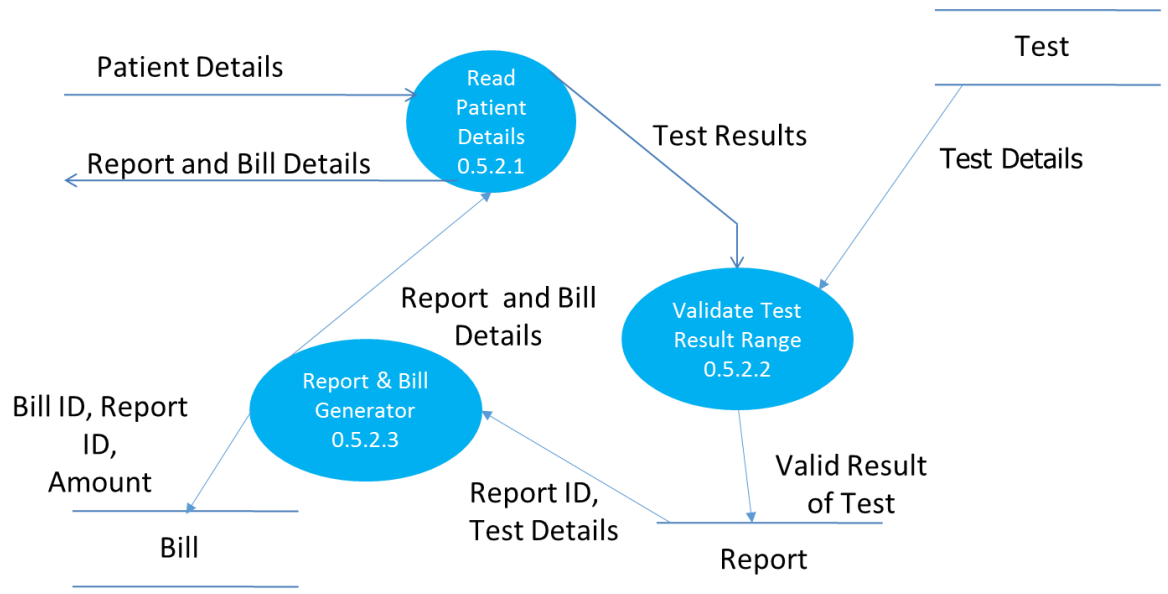 Patient Details
Read
Patient
Details
0.5.2.1
Test
Report and Bill Details
Test Results
Test Details
Report and Bill
Details
Validate Test
Result Range
0.5.2.2
Report & Bill
Generator
0.5.2.3
Bill ID, Report
ID,
Amount
Report ID,
Test Details
Valid Result
of Test
Bill
Report